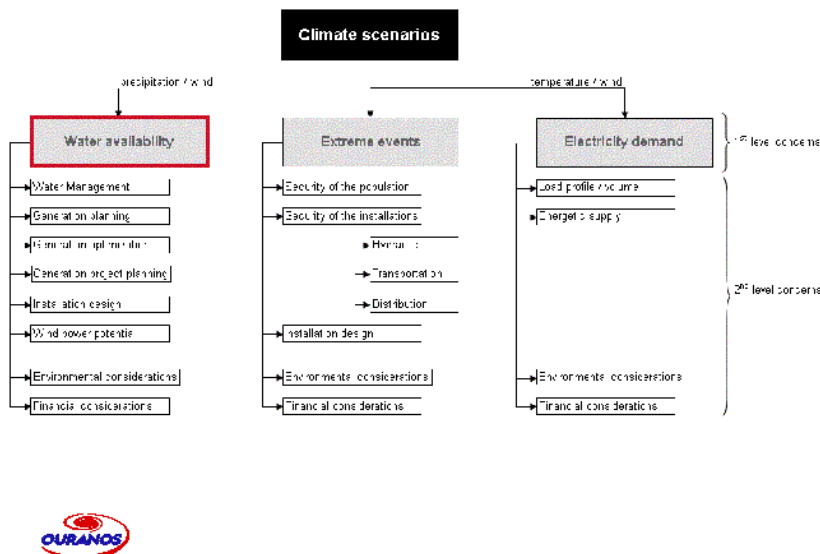 Climate scenarios
precipitation / wind
temperature / wind
Water availability
Extreme events
Electricity demand
1st level concerns
Water Management
Security of the population
Load profile / volume
Generation planning
Security of the installations
Energetic supply
Generation optimisation
Hydraulic
Generation project planning
Transportation
2nd level concerns
Installation design
Distribution
Wind power potential
Installation design
Environmental considerations
Environmental considerations
Environmental considerations
Financial considerations
Financial considerations
Financial considerations
OURANOS